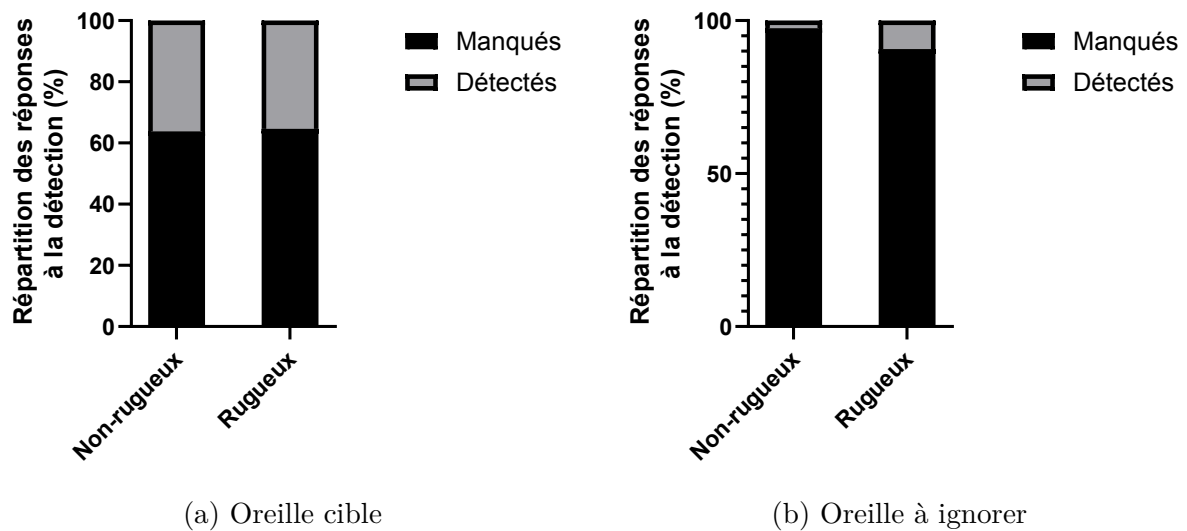 Répartition des réponses
à la détection (%)
100
80
60
40
20
0
Non-rugueux
Rugueux
Manqués
Détectés
(a) Oreille cible
Répartition des réponses
à la détection (%)
100
50
0
Non-rugueux
Rugueux
Manqués
Détectés
(b) Oreille à ignorer